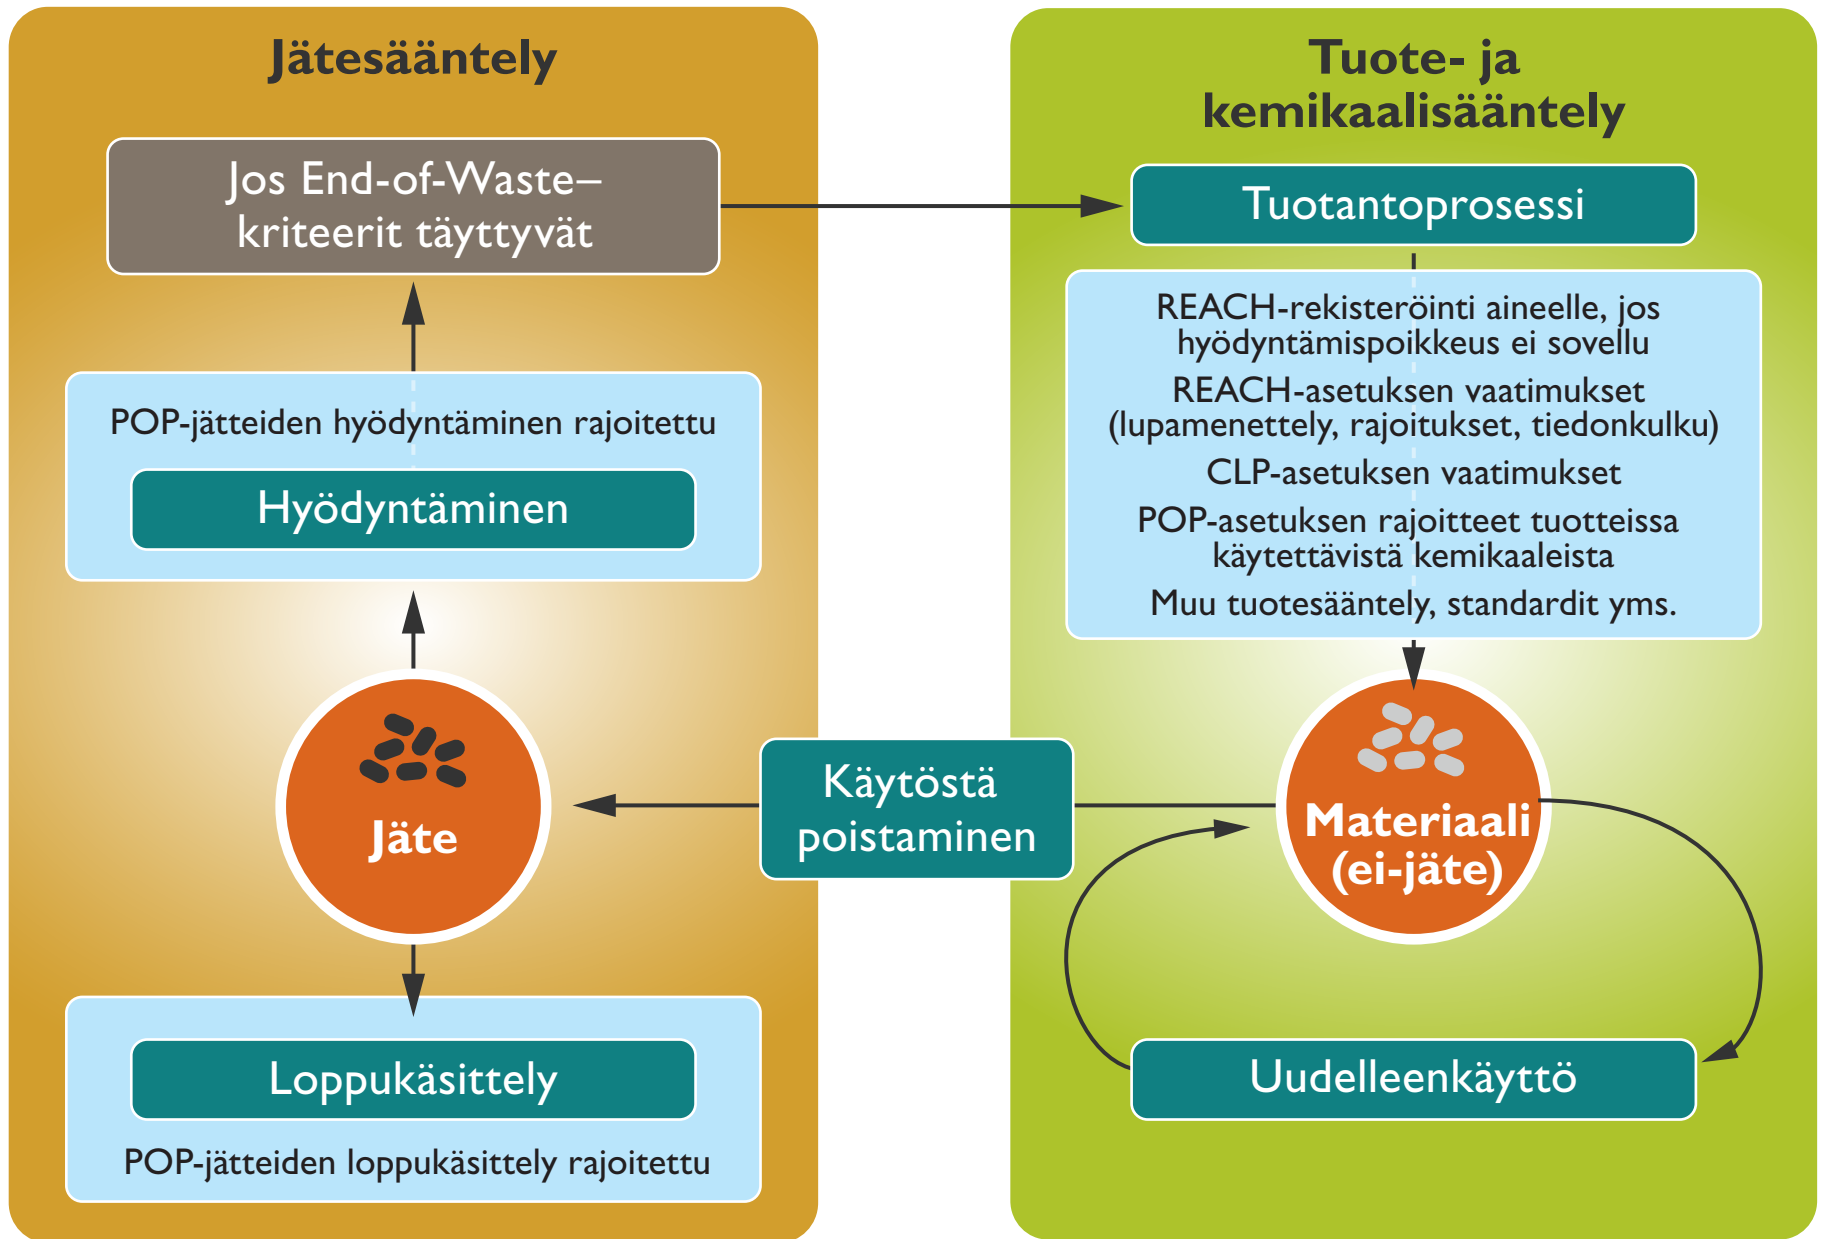 Jätesääntely
Jos End-of-Waste–
kriteerit täyttyvät
POP-jätteiden hyödyntäminen rajoitettu
Hyödyntäminen
Jäte
Loppukäsittely
POP-jätteiden loppukäsittely rajoitettu
Käytöstä
poistaminen
Tuote- ja
kemikaalisääntely
Tuotantoprosessi
REACH-rekisteröinti aineelle, jos
hyödyntämispoikkeus ei sovellu
REACH-asetuksen vaatimukset
(lupamenettely, rajoitukset, tiedonkulku)
CLP-asetuksen vaatimukset
POP-asetuksen rajoitteet tuotteissa
käytettävistä kemikaaleista
Muu tuotesääntely, standardit yms.
Materiaali
(ei-jäte)
Uudelleenkäyttö